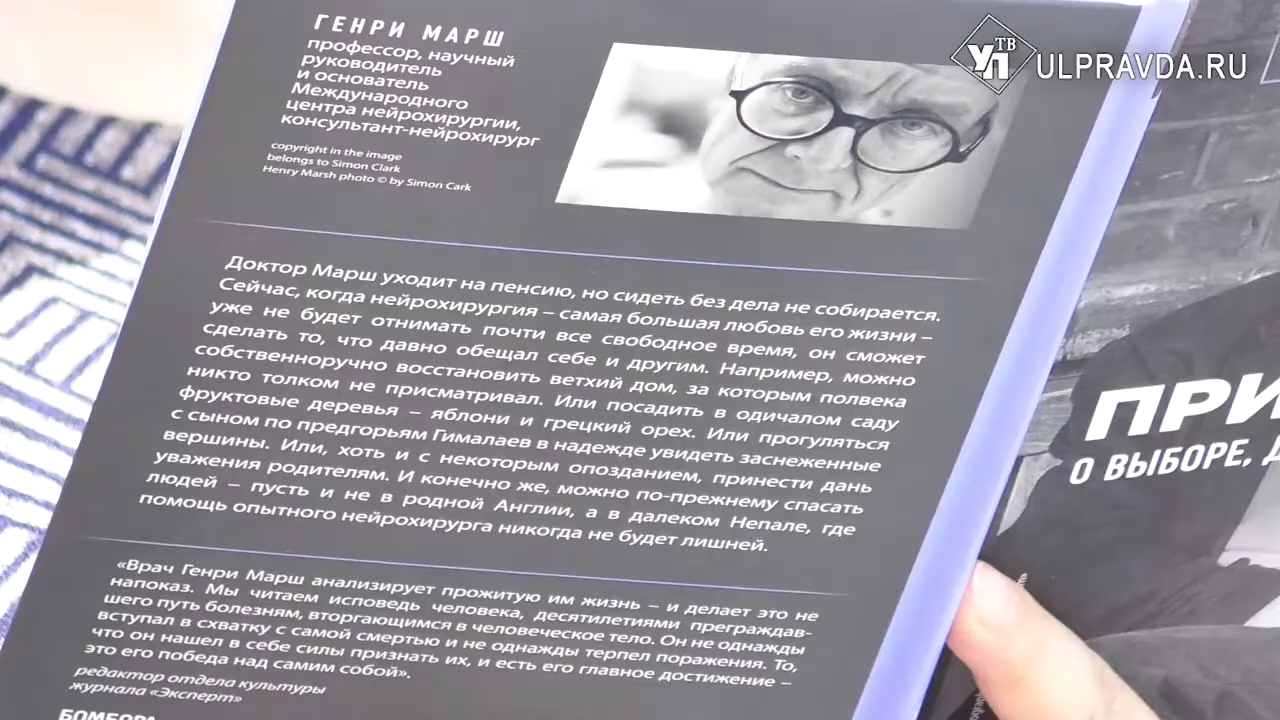 ГЕНРИ МАРШ
профессор, научный
руководитель
и основатель
Международного
центра нейрохирургии,
консультант-нейрохирург
copyright in the image
belongs to Simon Clark
Henry Marsh photo © by Simon Cark
Доктор Марш уходит на пенсию, но сидеть без дела не собирается.
Сейчас, когда нейрохирургия – самая большая любовь его жизни –
уже не будет отнимать почти все свободное время, он сможет
сделать то, что давно обещал себе и другим. Например, можно
собственноручно восстановить ветхий дом, за которым полвека
никто толком не присматривал. Или посадить в одичалом саду
фруктовые деревья – яблони и грецкий орех. Или прогуляться
с сыном по предгорьям Гималаев в надежде увидеть заснеженные
вершины. Или, хоть и с некоторым опозданием, принести дань
уважения родителям. И конечно же, можно по-прежнему спасать
людей – пусть и не в родной Англии, а в далеком Непале, где
помощь опытного нейрохирурга никогда не будет лишней.
«Врач Генри Марш анализирует прожитую им жизнь – и делает это не
напоказ. Мы читаем исповедь человека, десятилетиями преграждав-
шего путь болезням, вторгающимся в человеческое тело. Он не однажды
вступал в схватку с самой смертью и не однажды терпел поражения. То,
что он нашел в себе силы признать их, и есть его главное достижение –
это его победа над самим собой».
редактор отдела культуры
журнала «Эксперт»
БОМБОРА
УП ТВ ULPRAVDA.RU
ПРИ
О ВЫБОРЕ,